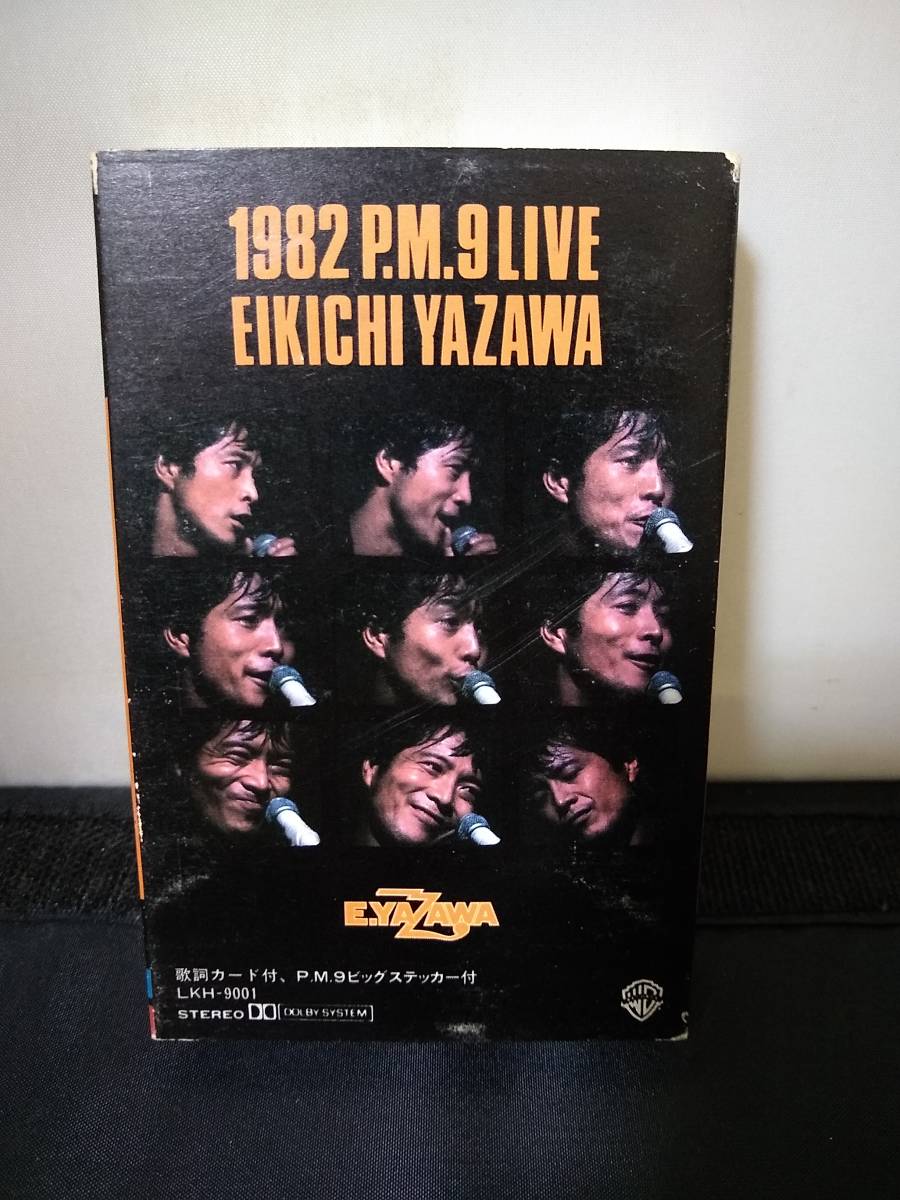 1982 P.M.9 LIVE
EIKICHI YAZAWA
E.YAZAWA
歌詞カード付、P.M.9ビッグステッカー付
LKH-9001
STEREO DOLBY SYSTEM